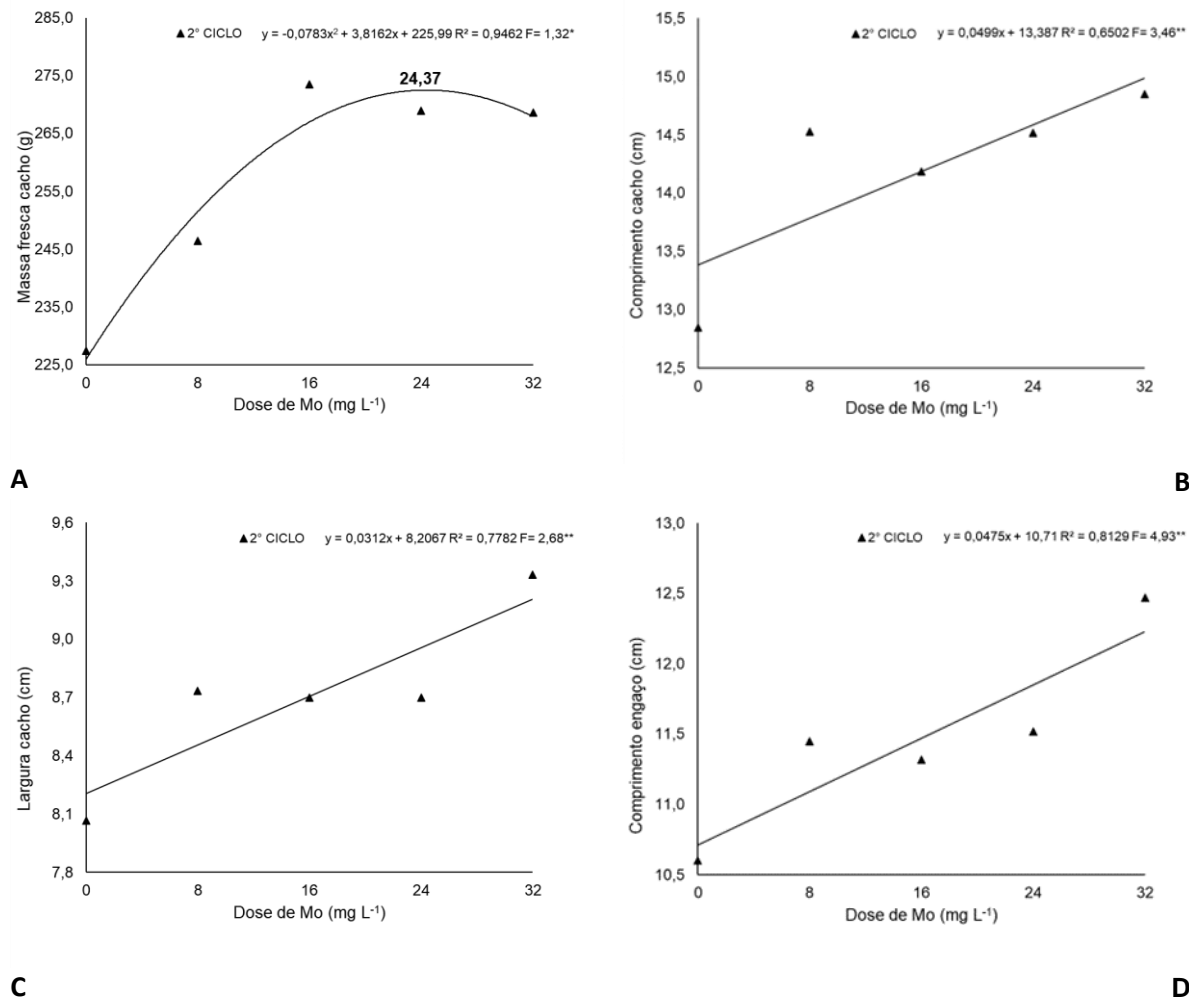 285,0
275,0
265,0
255,0
245,0
235,0
225,0
Massa fresca cacho (g)
▲ 2° CICLO y = -0,0783x² + 3,8162x + 225,99 R² = 0,9462 F= 1,32*
24,37
0 8 16 24 32
Dose de Mo (mg L⁻¹)
A
15,5
15,0
14,5
14,0
13,5
13,0
12,5
Comprimento cacho (cm)
▲ 2° CICLO y = 0,0499x + 13,387 R² = 0,6502 F= 3,46**
0 8 16 24 32
Dose de Mo (mg L⁻¹)
B
9,6
9,3
9,0
8,7
8,4
8,1
7,8
Largura cacho (cm)
▲ 2° CICLO y = 0,0312x + 8,2067 R² = 0,7782 F= 2,68**
0 8 16 24 32
Dose de Mo (mg L⁻¹)
C
13,0
12,5
12,0
11,5
11,0
10,5
Comprimento engaço (cm)
▲ 2° CICLO y = 0,0475x + 10,71 R² = 0,8129 F= 4,93**
0 8 16 24 32
Dose de Mo (mg L⁻¹)
D